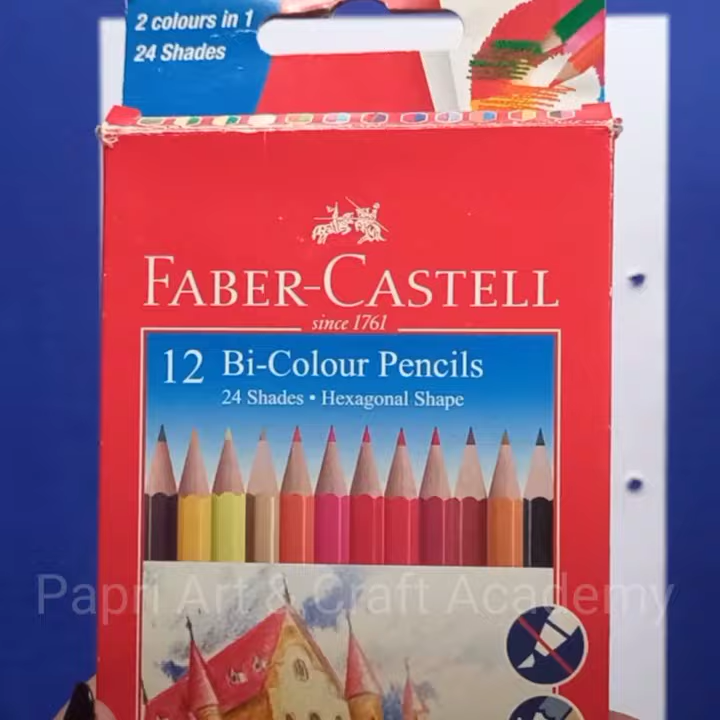 2 colours in 1
24 Shades
FABER-CASTELL
since 1761
12 Bi-Colour Pencils
24 Shades • Hexagonal Shape
Papri Art & Craft Academy